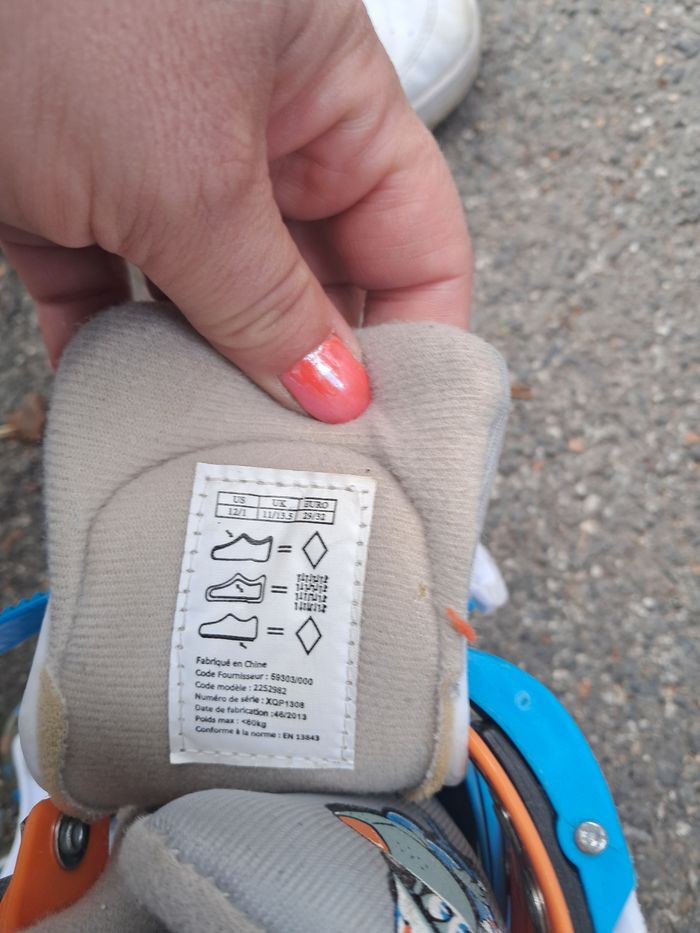 US UK EURO
12/1 11/13.5 29/32
Fabriqué en Chine
Code Fournisseur : 59303/000
Code modèle : 2252982
Numéro de série : XQP1308
Date de fabrication :46/2013
Poids max : <60kg
Conforme à la norme : EN 13843